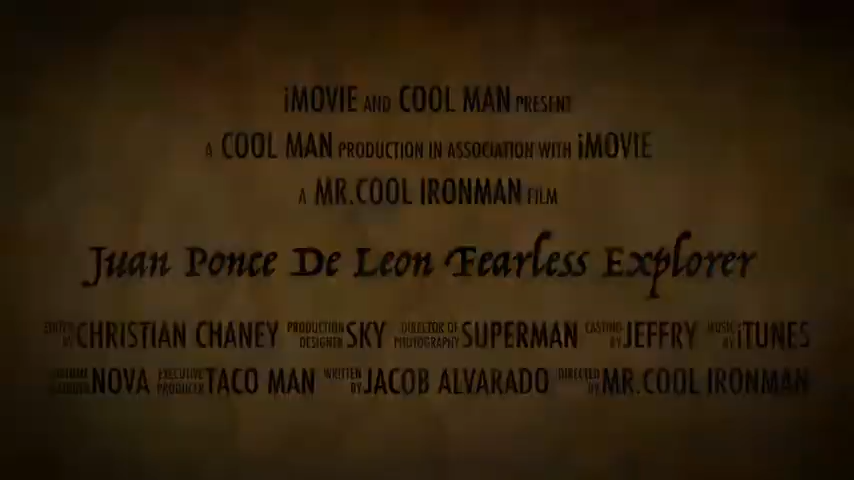 iMOVIE AND COOL MAN PRESENT
A COOL MAN PRODUCTION IN ASSOCIATION WITH iMOVIE
A MR.COOL IRONMAN FILM
Juan Ponce De Leon Fearless Explorer
EDITED BY CHRISTIAN CHANEY PRODUCTION DESIGNER SKY DIRECTOR OF PHOTOGRAPHY SUPERMAN CASTING BY JEFFRY MUSIC BY iTUNES
NOVA EXECUTIVE PRODUCER TACO MAN WRITTEN BY JACOB ALVARADO DIRECTED BY MR.COOL IRONMAN